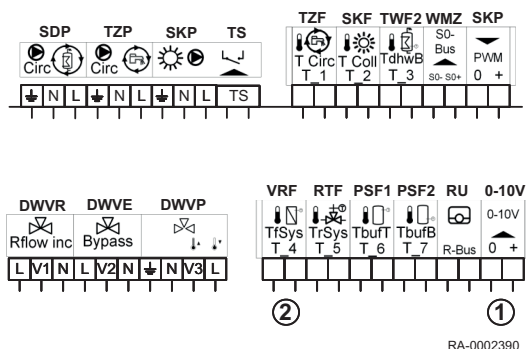 SDP TZP SKP TS
Circ Circ
N L N L N L TS
TZF SKF TWF2 WMZ SKP
S0-
Bus
T Circ T Coll TdhwB PWM
T_1 T_2 T_3 S0- S0+ 0 +
DWVR DWVE DWVP
Rflow inc Bypass
L V1 N L V2 N N V3 L
VRF RTF PSF1 PSF2 RU 0-10V
0-10V
TfSys TrSys TbufT TbufB
T_4 T_5 T_6 T_7 R-Bus 0 +
2 1
RA-0002390